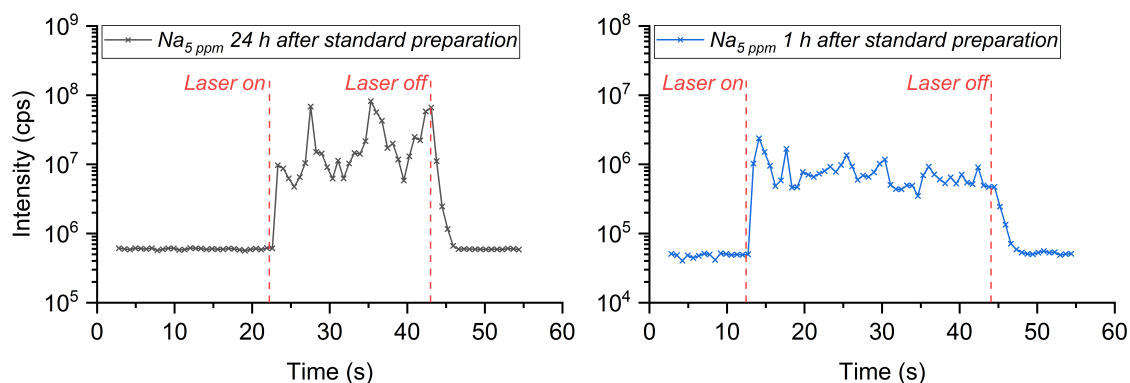 Na5 ppm 24 h after standard preparation
Laser on
Laser off
Intensity (cps)
10^9
10^8
10^7
10^6
10^5
0 10 20 30 40 50 60
Time (s)
Na5 ppm 1 h after standard preparation
Laser on
Laser off
10^8
10^7
10^6
10^5
10^4
0 10 20 30 40 50 60
Time (s)